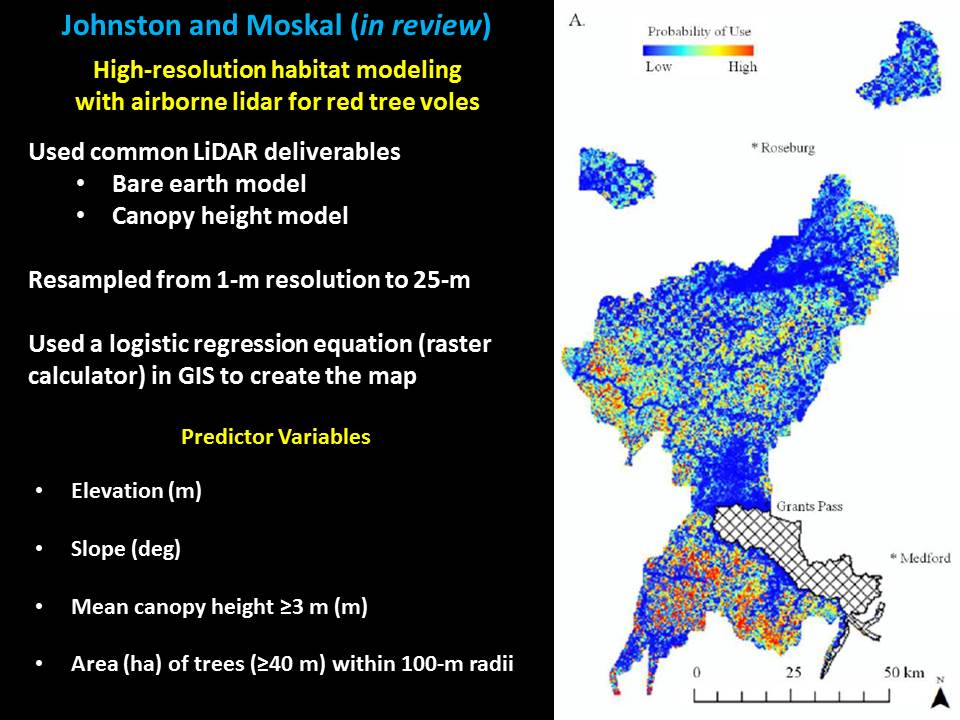 Johnston and Moskal (in review)
High-resolution habitat modeling
with airborne lidar for red tree voles
Used common LiDAR deliverables
• Bare earth model
• Canopy height model
Resampled from 1-m resolution to 25-m
Used a logistic regression equation (raster
calculator) in GIS to create the map
Predictor Variables
• Elevation (m)
• Slope (deg)
• Mean canopy height ≥3 m (m)
• Area (ha) of trees (≥40 m) within 100-m radii
A.
Probability of Use
Low High
* Roseburg
Grants Pass
* Medford
0 25 50 km
N